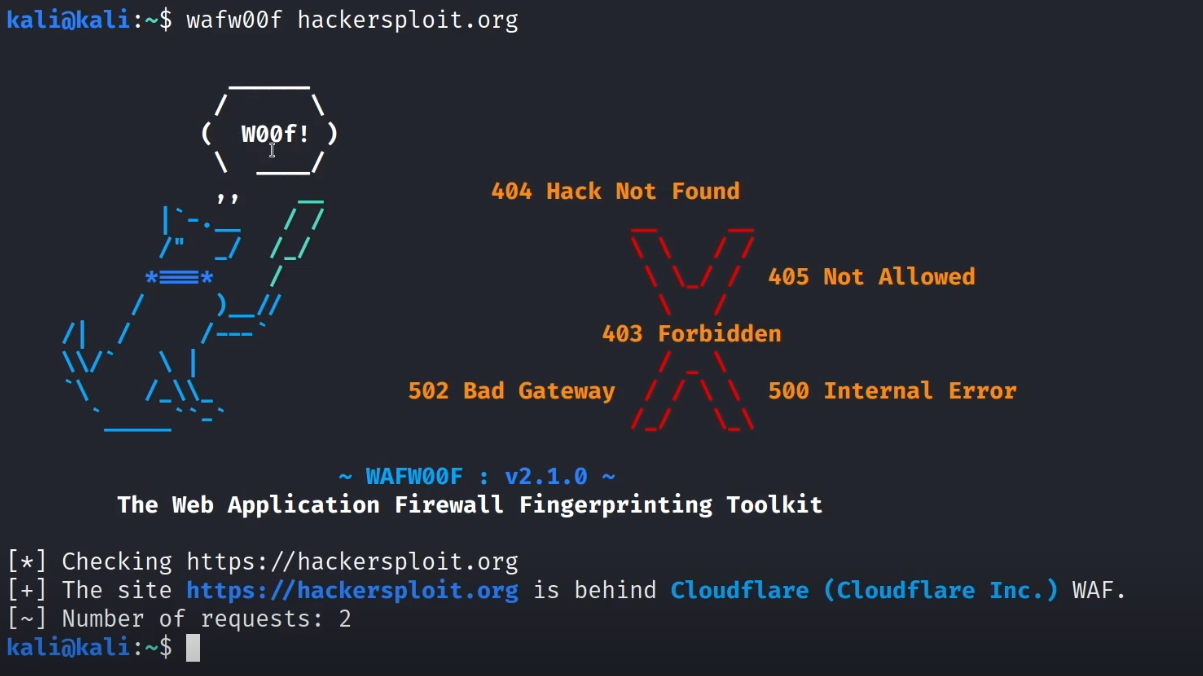 kali@kali:~$ wafw00f hackersploit.org
W00f!
404 Hack Not Found
405 Not Allowed
403 Forbidden
502 Bad Gateway
500 Internal Error
~ WAFW00F : v2.1.0 ~
The Web Application Firewall Fingerprinting Toolkit
[*] Checking https://hackersploit.org
[+] The site https://hackersploit.org is behind Cloudflare (Cloudflare Inc.) WAF.
[~] Number of requests: 2
kali@kali:~$